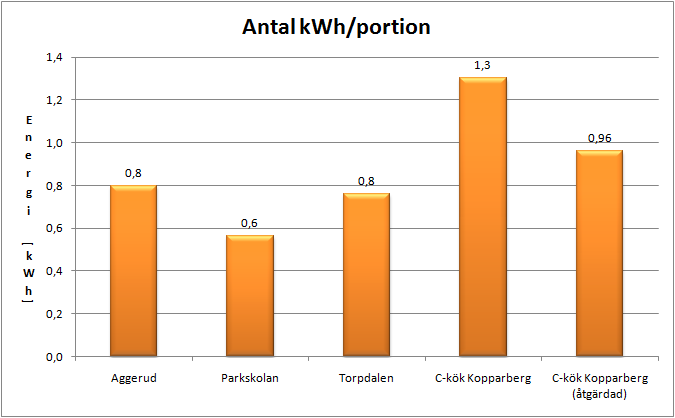 Antal kWh/portion
Energi [kWh]
1,4
1,2
1,0
0,8
0,6
0,4
0,2
0,0
0,8
0,6
0,8
1,3
0,96
Aggerud
Parkskolan
Torpdalen
C-kök Kopparberg
C-kök Kopparberg
(åtgärdad)